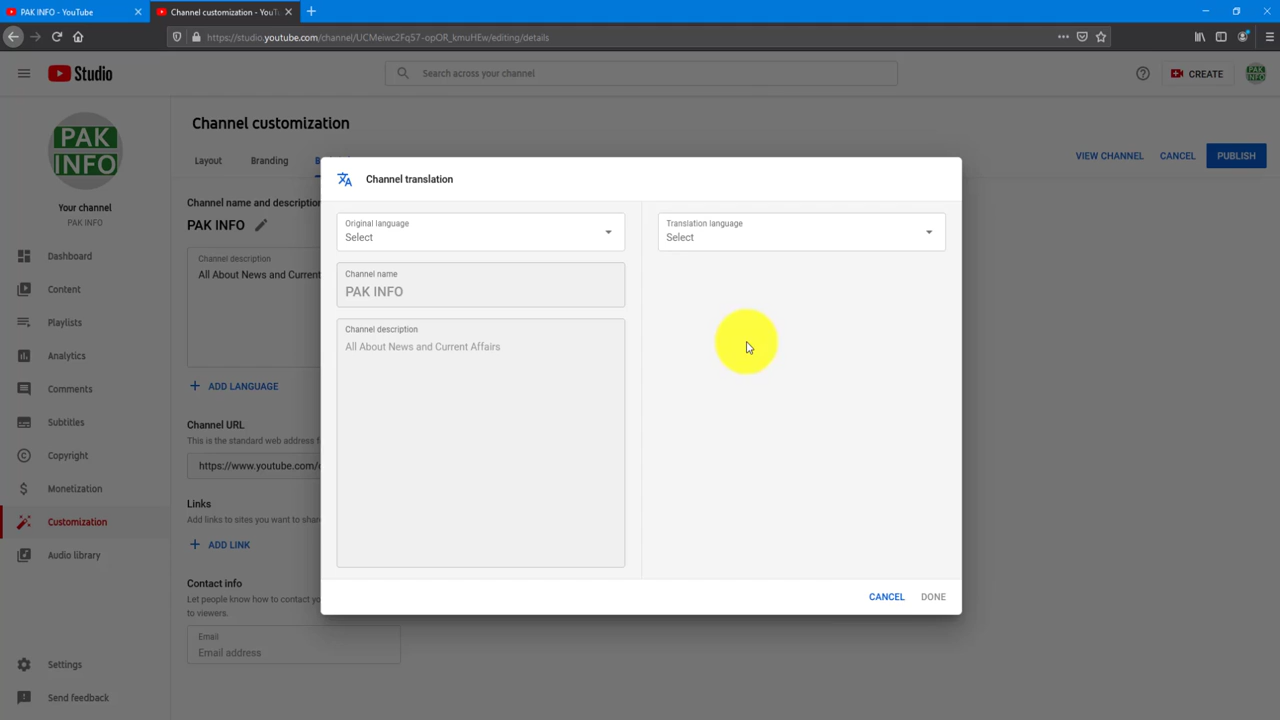 PAK INFO - YouTube
Channel customization - YouTu
https://studio.youtube.com/channel/UCMeiwc2Fq57-opOR_kmuHEw/editing/details
Studio
Search across your channel
CREATE
PAK
INFO
PAK
INFO
Your channel
PAK INFO
Dashboard
Content
Playlists
Analytics
Comments
Subtitles
Copyright
Monetization
Customization
Audio library
Settings
Send feedback
Channel customization
Layout
Branding
VIEW CHANNEL
CANCEL
PUBLISH
Channel name and description
PAK INFO
Channel description
All About News and Current
ADD LANGUAGE
Channel URL
This is the standard web address f
https://www.youtube.com/c
Links
Add links to sites you want to shar
ADD LINK
Contact info
Let people know how to contact yo
to viewers.
Email
Email address
Channel translation
Original language
Select
Channel name
PAK INFO
Channel description
All About News and Current Affairs
Translation language
Select
CANCEL
DONE